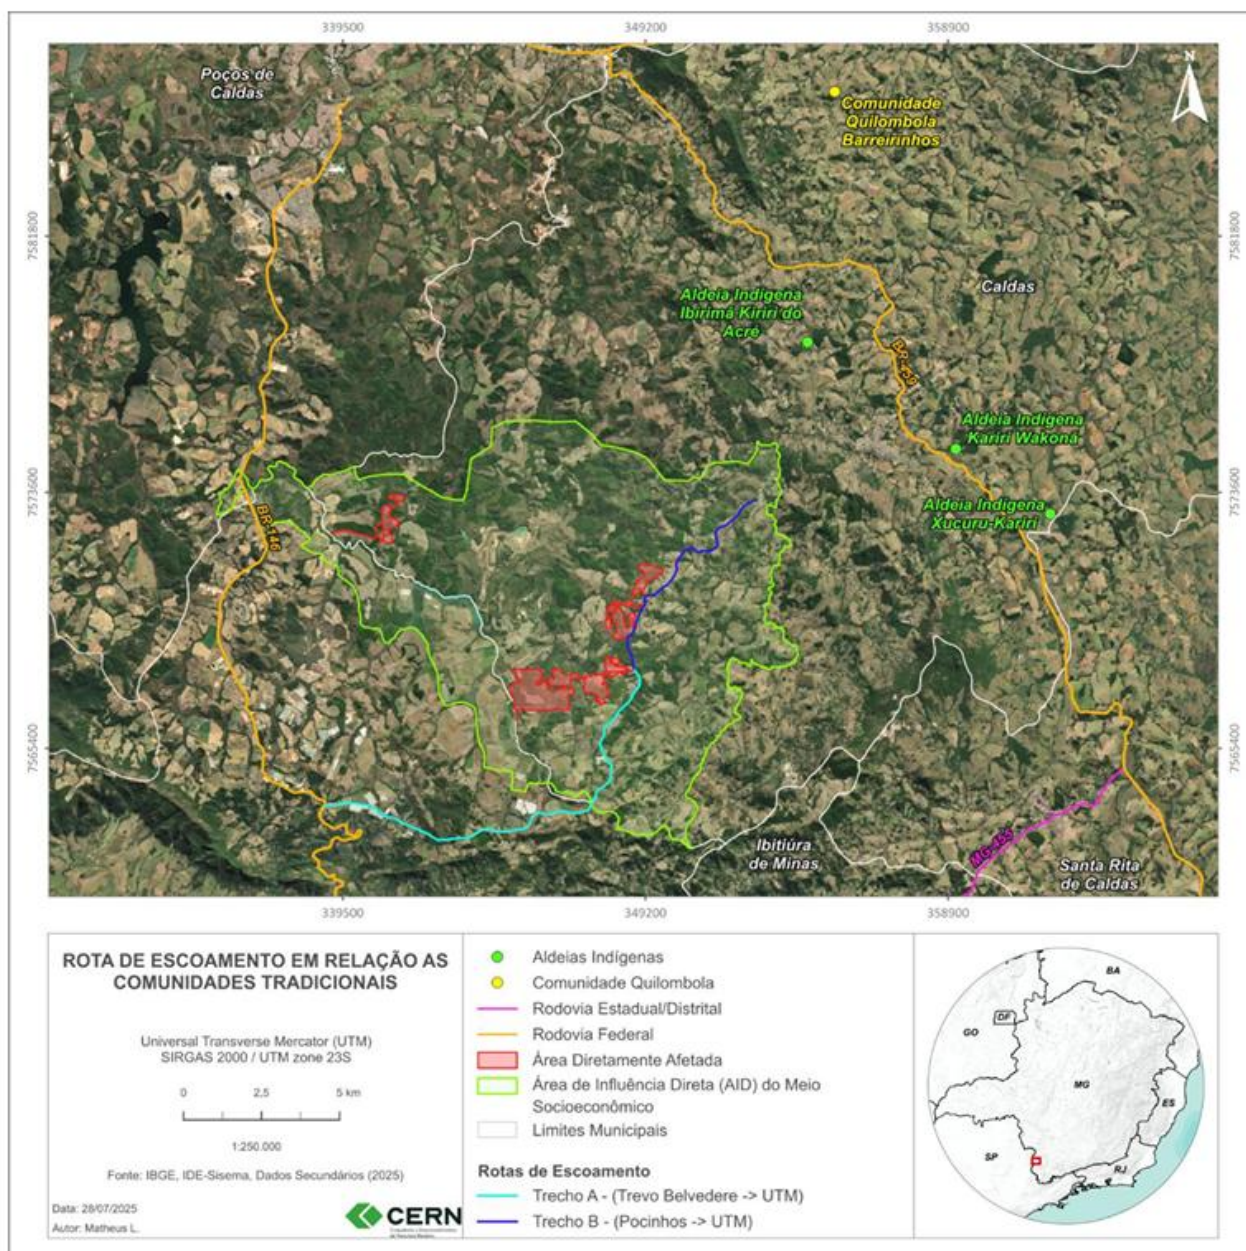 339500
349200
358900
Poços de
Caldas
Comunidade
Quilombola
Barreirinhos
N
7581800
7581800
Aldeia Indígena
Ibirimã Kiriri do
Acré
Caldas
BR-459
Aldeia Indígena
Kariri Wakonã
7573600
7573600
BR-146
Aldeia Indígena
Xucuru-Kariri
7565400
7565400
Ibitiúra
de Minas
MG-455
Santa Rita
de Caldas
339500
349200
358900
ROTA DE ESCOAMENTO EM RELAÇÃO AS
COMUNIDADES TRADICIONAIS
Universal Transverse Mercator (UTM)
SIRGAS 2000 / UTM zone 23S
0 2,5 5 km
1:250.000
Fonte: IBGE, IDE-Sisema, Dados Secundários (2025)
Data: 28/07/2025
Autor: Matheus L.
CERN
Aldeias Indígenas
Comunidade Quilombola
Rodovia Estadual/Distrital
Rodovia Federal
Área Diretamente Afetada
Área de Influência Direta (AID) do Meio
Socioeconômico
Limites Municipais
Rotas de Escoamento
Trecho A - (Trevo Belvedere -> UTM)
Trecho B - (Pocinhos -> UTM)
BA
GO
DF
MG
ES
SP
RJ